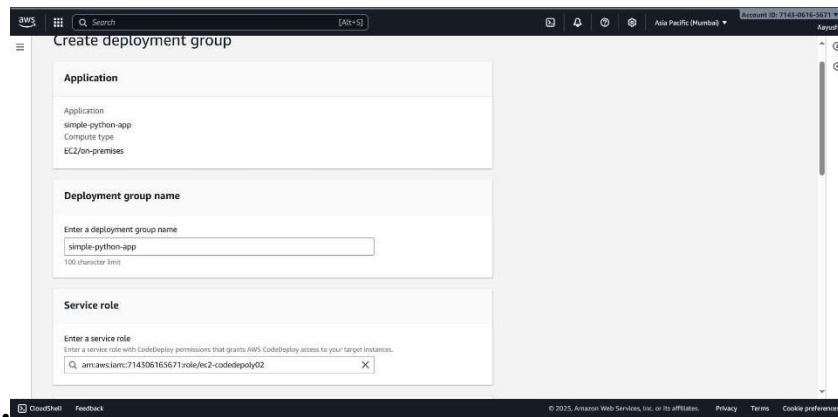 aws
Search [Alt+S]
Asia Pacific (Mumbai)
Account ID: 7143-0616-5671
Aayush
Create deployment group
Application
Application
simple-python-app
Compute type
EC2/on-premises
Deployment group name
Enter a deployment group name
simple-python-app
100 character limit
Service role
Enter a service role
Enter a service role with CodeDeploy permissions that grants AWS CodeDeploy access to your target instances.
arn:aws:iam::714306165671:role/ec2-codedepoly02
CloudShell Feedback © 2025, Amazon Web Services, Inc. or its affiliates. Privacy Terms Cookie preferences